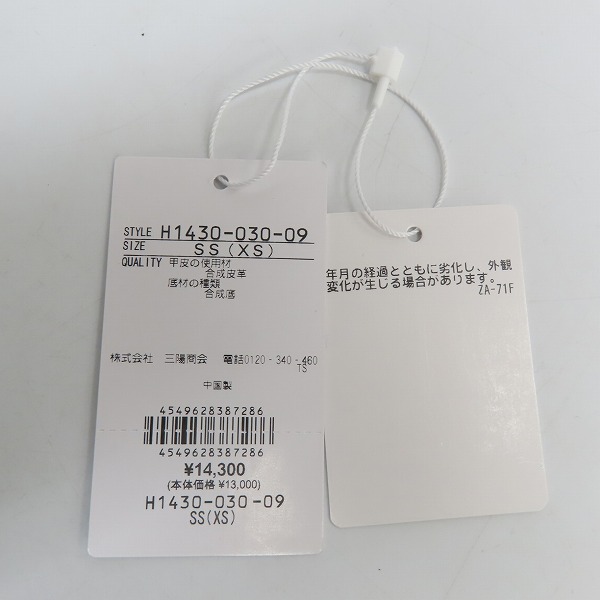 STYLE H1430-030-09
SIZE SS(XS)
QUALITY 甲皮の使用材
合成皮革
底材の種類
合成底
株式会社 三陽商会 電話0120-340-460
TS
中国製
4549628387286
4549628387286
¥14,300
(本体価格 ¥13,000)
H1430-030-09
SS(XS)
年月の経過とともに劣化し、外観
変化が生じる場合があります。
ZA-71F